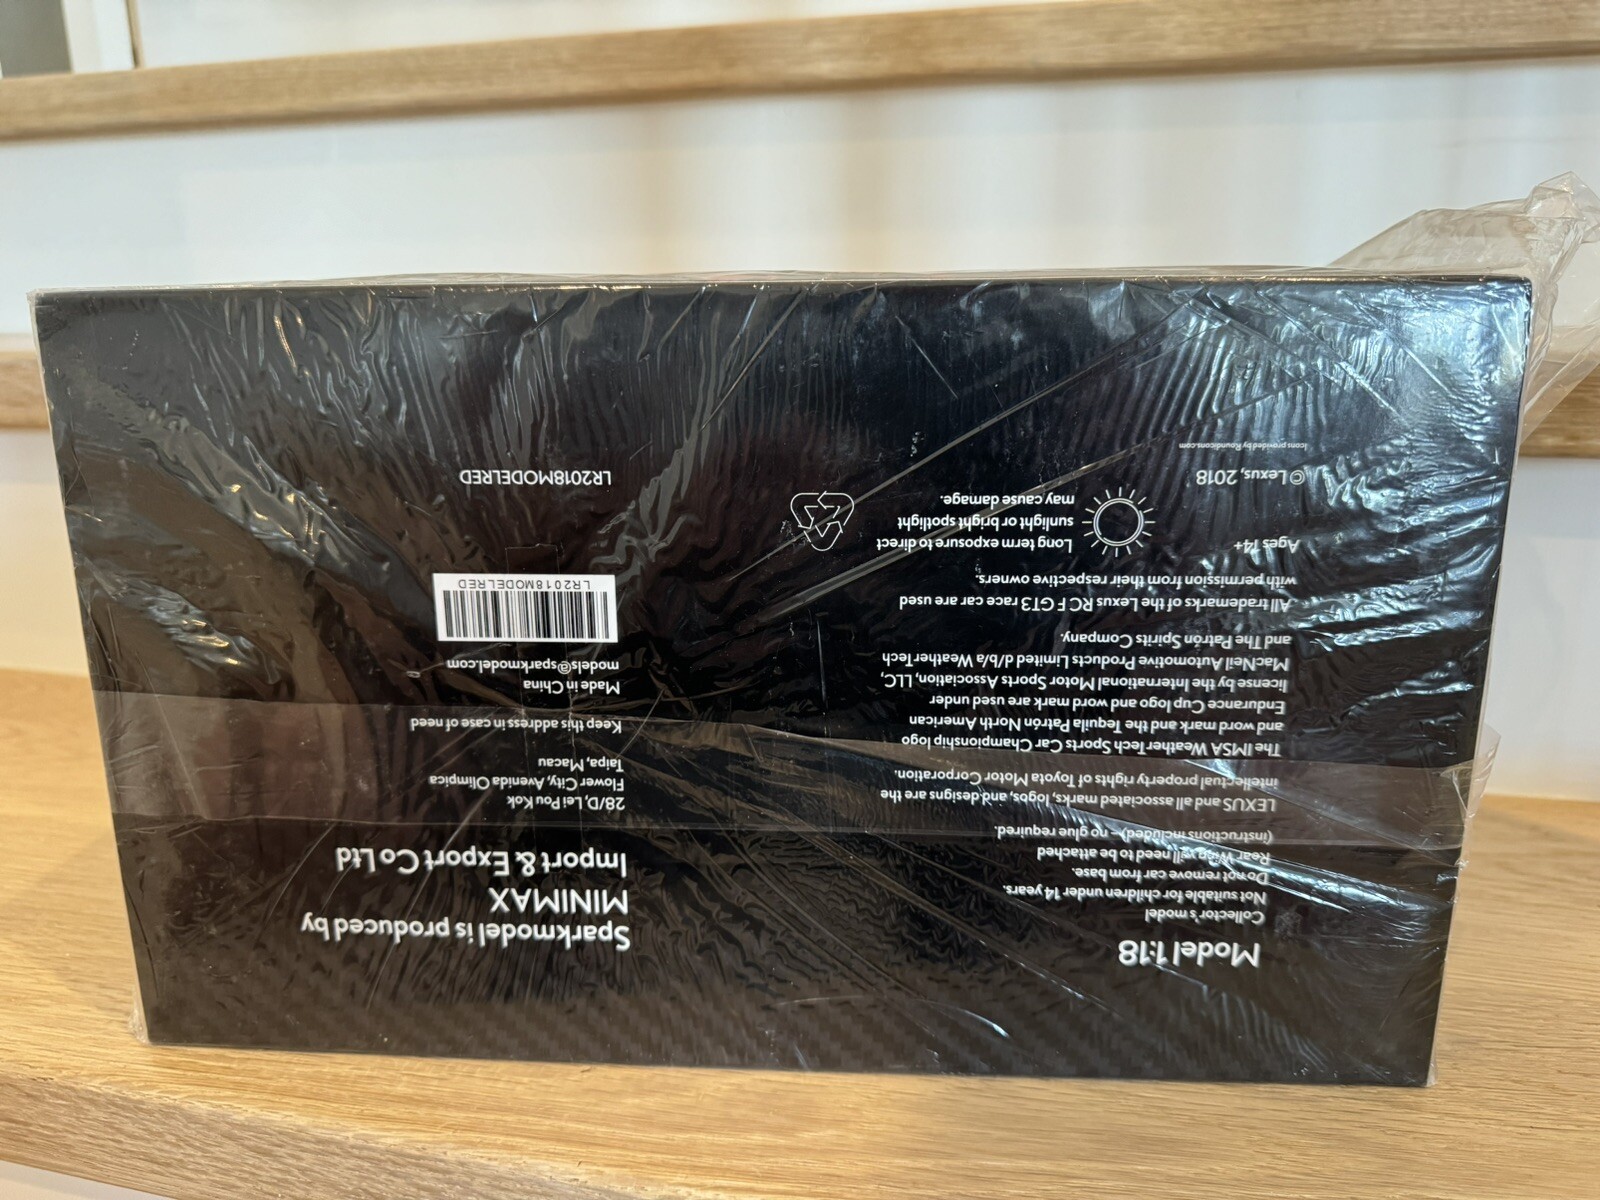 Model 1:18
Collector's model
Not suitable for children under 14 years.
Do not remove car from base.
Rear Wing will need to be attached
(instructions included) – no glue required.
LEXUS and all associated marks, logos, and designs are the
intellectual property rights of Toyota Motor Corporation.
The IMSA WeatherTech Sports Car Championship logo
and word mark and the Tequila Patrón North American
Endurance Cup logo and word mark are used under
license by the International Motor Sports Association, LLC,
MacNeil Automotive Products Limited d/b/a WeatherTech
and The Patrón Spirits Company.
All trademarks of the Lexus RC F GT3 race car are used
with permission from their respective owners.
Ages 14+
Long term exposure to direct
sunlight or bright spotlight
may cause damage.
© Lexus, 2018
Icons provided by Roundicons.com
Sparkmodel is produced by
MINIMAX
Import & Export Co Ltd
28/D, Lei Pou Kok
Flower City, Avenida Olimpica
Taipa, Macau
Keep this address in case of need
Made in China
models@sparkmodel.com
LR2018MODELRED
LR2018MODELRED